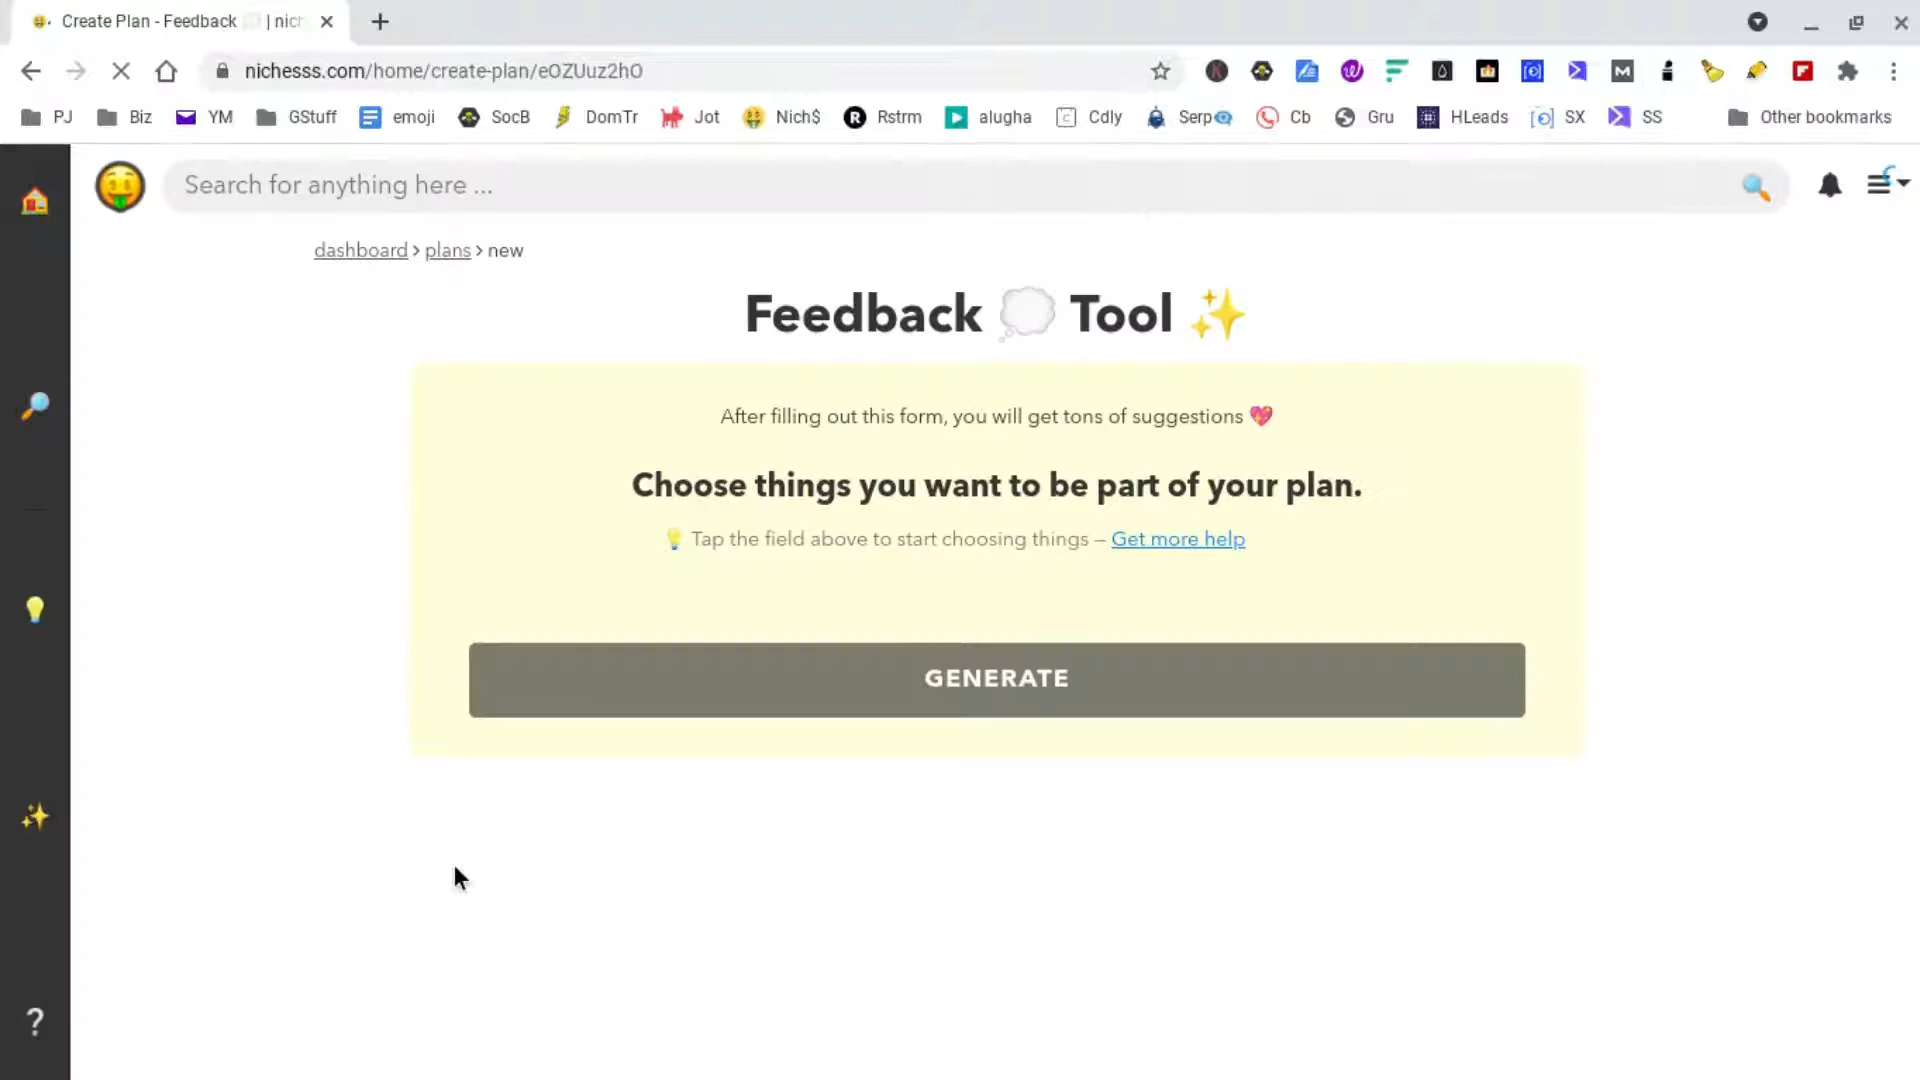 Create Plan - Feedback 💭 | nich
nichesss.com/home/create-plan/eOZUuz2hO
PJ Biz YM GStuff emoji SocB DomTr Jot Nich$ Rstrm alugha Cdly Serp👁 Cb Gru HLeads SX SS Other bookmarks
Search for anything here ...
dashboard > plans > new
Feedback 💭 Tool ✨
After filling out this form, you will get tons of suggestions 💖
Choose things you want to be part of your plan.
💡 Tap the field above to start choosing things – Get more help
GENERATE
?